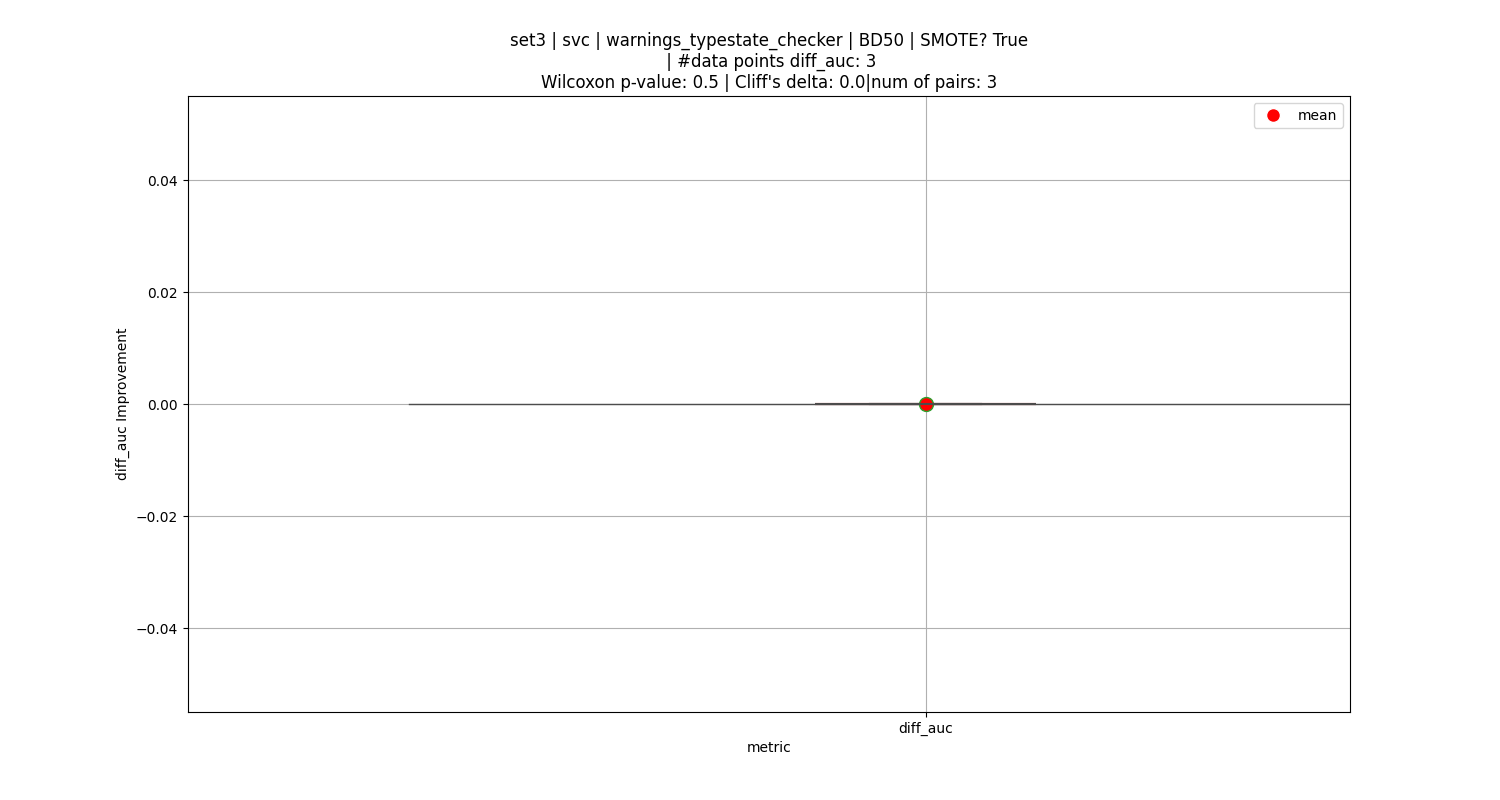 set3 | svc | warnings_typestate_checker | BD50 | SMOTE? True
| #data points diff_auc: 3
Wilcoxon p-value: 0.5 | Cliff's delta: 0.0|num of pairs: 3
mean
0.04
0.02
0.00
−0.02
−0.04
diff_auc Improvement
diff_auc
metric